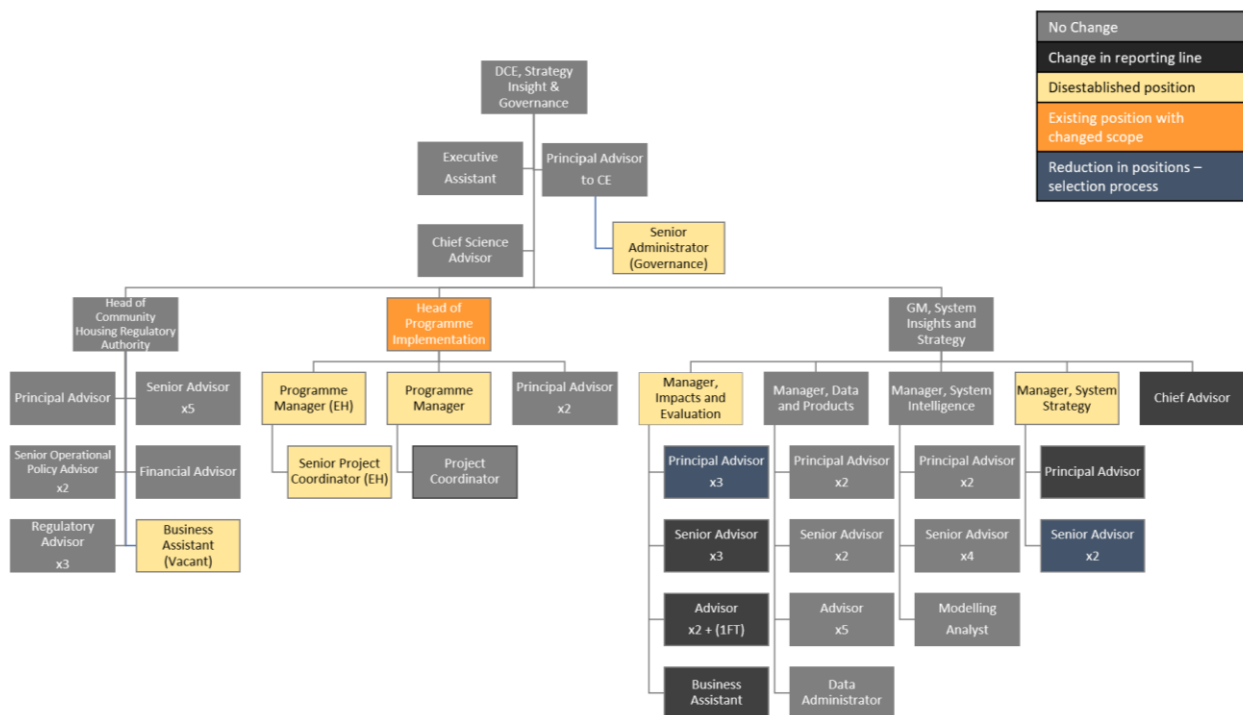 No Change
Change in reporting line
Disestablished position
Existing position with
changed scope
Reduction in positions –
selection process
DCE, Strategy
Insight &
Governance
Executive
Assistant
Principal Advisor
to CE
Chief Science
Advisor
Senior
Administrator
(Governance)
Head of
Community
Housing Regulatory
Authority
Head of
Programme
Implementation
GM, System
Insights and
Strategy
Principal Advisor
Senior Advisor
x5
Senior Operational
Policy Advisor
x2
Financial Advisor
Regulatory
Advisor
x3
Business
Assistant
(Vacant)
Programme
Manager (EH)
Programme
Manager
Principal Advisor
x2
Senior Project
Coordinator (EH)
Project
Coordinator
Manager,
Impacts and
Evaluation
Manager, Data
and Products
Manager, System
Intelligence
Manager, System
Strategy
Chief Advisor
Principal Advisor
x3
Senior Advisor
x3
Advisor
x2 + (1FT)
Business
Assistant
Principal Advisor
x2
Senior Advisor
x2
Advisor
x5
Data
Administrator
Principal Advisor
x2
Senior Advisor
x4
Modelling
Analyst
Principal Advisor
Senior Advisor
x2